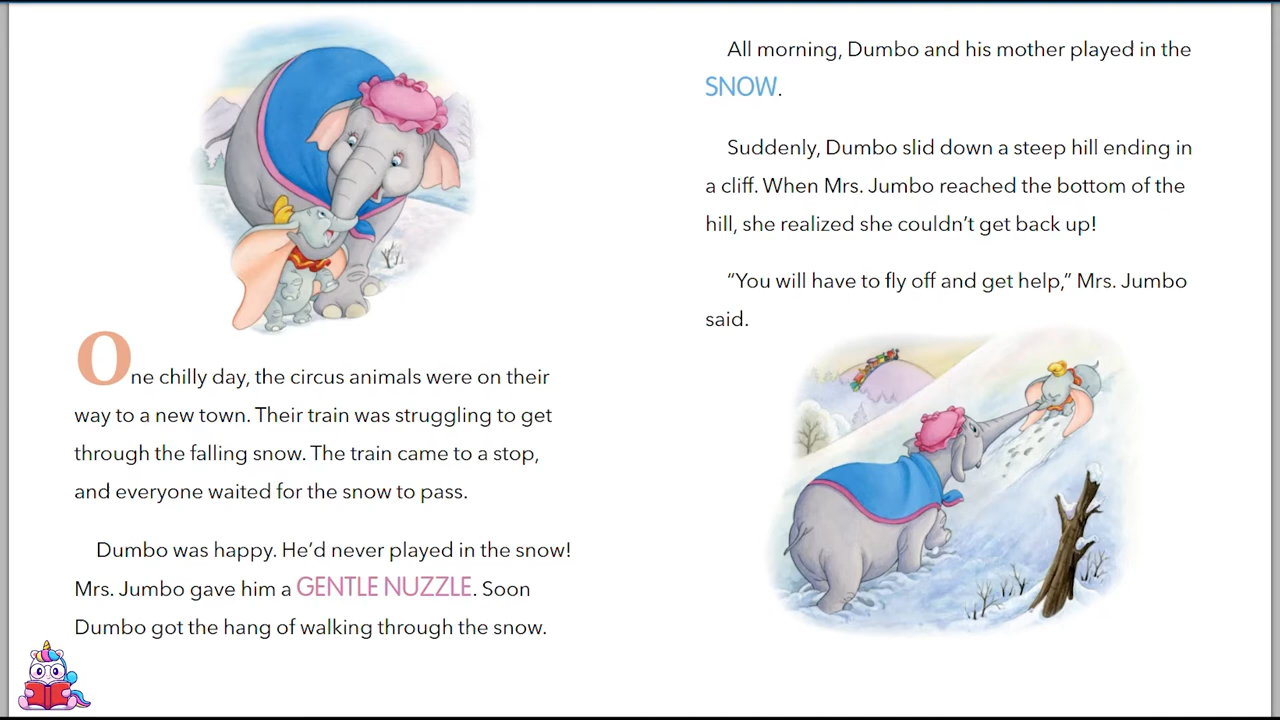 One chilly day, the circus animals were on their
way to a new town. Their train was struggling to get
through the falling snow. The train came to a stop,
and everyone waited for the snow to pass.
Dumbo was happy. He’d never played in the snow!
Mrs. Jumbo gave him a GENTLE NUZZLE. Soon
Dumbo got the hang of walking through the snow.
All morning, Dumbo and his mother played in the
SNOW.
Suddenly, Dumbo slid down a steep hill ending in
a cliff. When Mrs. Jumbo reached the bottom of the
hill, she realized she couldn’t get back up!
“You will have to fly off and get help,” Mrs. Jumbo
said.